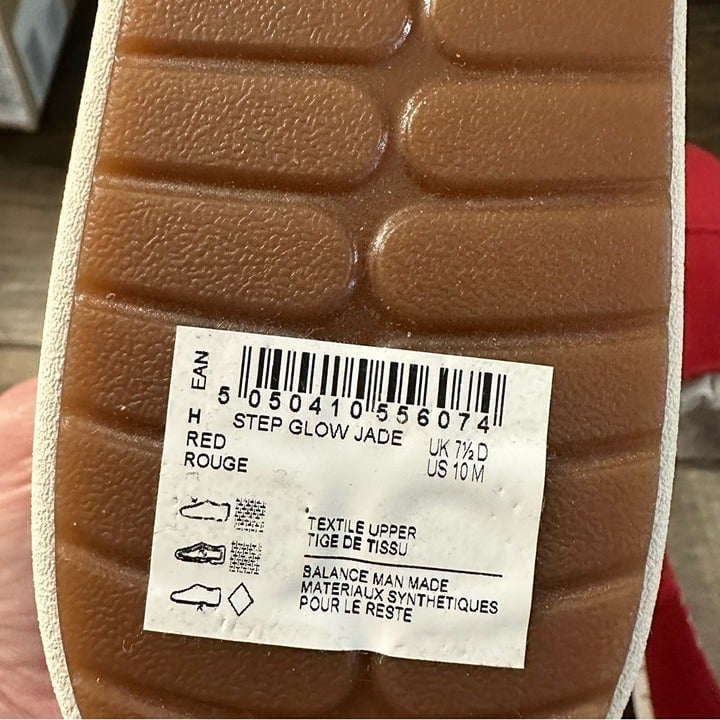 EAN
5 050410 556074
H STEP GLOW JADE
RED
ROUGE
UK 7½ D
US 10 M
TEXTILE UPPER
TIGE DE TISSU
BALANCE MAN MADE
MATERIAUX SYNTHETIQUES
POUR LE RESTE